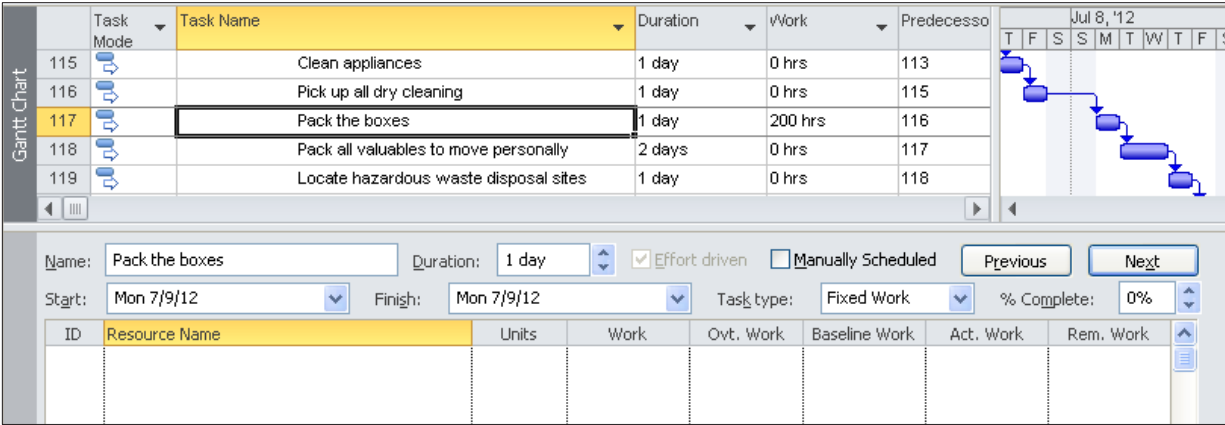 Gantt Chart
Task Mode Task Name Duration Work Predecesso Jul 8, '12
T F S S M T W T F S
115 Clean appliances 1 day 0 hrs 113
116 Pick up all dry cleaning 1 day 0 hrs 115
117 Pack the boxes 1 day 200 hrs 116
118 Pack all valuables to move personally 2 days 0 hrs 117
119 Locate hazardous waste disposal sites 1 day 0 hrs 118
Name: Pack the boxes Duration: 1 day Effort driven Manually Scheduled Previous Next
Start: Mon 7/9/12 Finish: Mon 7/9/12 Task type: Fixed Work % Complete: 0%
ID Resource Name Units Work Ovt. Work Baseline Work Act. Work Rem. Work